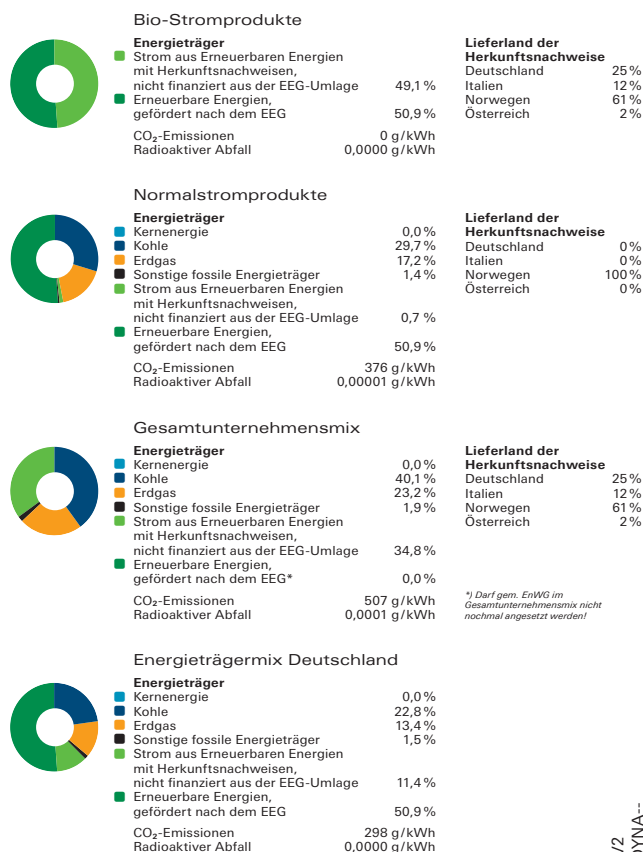 Bio-Stromprodukte
Energieträger
Strom aus Erneuerbaren Energien
mit Herkunftsnachweisen,
nicht finanziert aus der EEG-Umlage 49,1 %
Erneuerbare Energien,
gefördert nach dem EEG 50,9 %
CO₂-Emissionen 0 g/kWh
Radioaktiver Abfall 0,0000 g/kWh
Lieferland der
Herkunftsnachweise
Deutschland 25 %
Italien 12 %
Norwegen 61 %
Österreich 2 %
Normalstromprodukte
Energieträger
Kernenergie 0,0 %
Kohle 29,7 %
Erdgas 17,2 %
Sonstige fossile Energieträger 1,4 %
Strom aus Erneuerbaren Energien
mit Herkunftsnachweisen,
nicht finanziert aus der EEG-Umlage 0,7 %
Erneuerbare Energien,
gefördert nach dem EEG 50,9 %
CO₂-Emissionen 376 g/kWh
Radioaktiver Abfall 0,00001 g/kWh
Lieferland der
Herkunftsnachweise
Deutschland 0 %
Italien 0 %
Norwegen 100 %
Österreich 0 %
Gesamtunternehmensmix
Energieträger
Kernenergie 0,0 %
Kohle 40,1 %
Erdgas 23,2 %
Sonstige fossile Energieträger 1,9 %
Strom aus Erneuerbaren Energien
mit Herkunftsnachweisen,
nicht finanziert aus der EEG-Umlage 34,8 %
Erneuerbare Energien,
gefördert nach dem EEG* 0,0 %
CO₂-Emissionen 507 g/kWh
Radioaktiver Abfall 0,0001 g/kWh
Lieferland der
Herkunftsnachweise
Deutschland 25 %
Italien 12 %
Norwegen 61 %
Österreich 2 %
*) Darf gem. EnWG im
Gesamtunternehmensmix nicht
nochmal angesetzt werden!
Energieträgermix Deutschland
Energieträger
Kernenergie 0,0 %
Kohle 22,8 %
Erdgas 13,4 %
Sonstige fossile Energieträger 1,5 %
Strom aus Erneuerbaren Energien
mit Herkunftsnachweisen,
nicht finanziert aus der EEG-Umlage 11,4 %
Erneuerbare Energien,
gefördert nach dem EEG 50,9 %
CO₂-Emissionen 298 g/kWh
Radioaktiver Abfall 0,0000 g/kWh